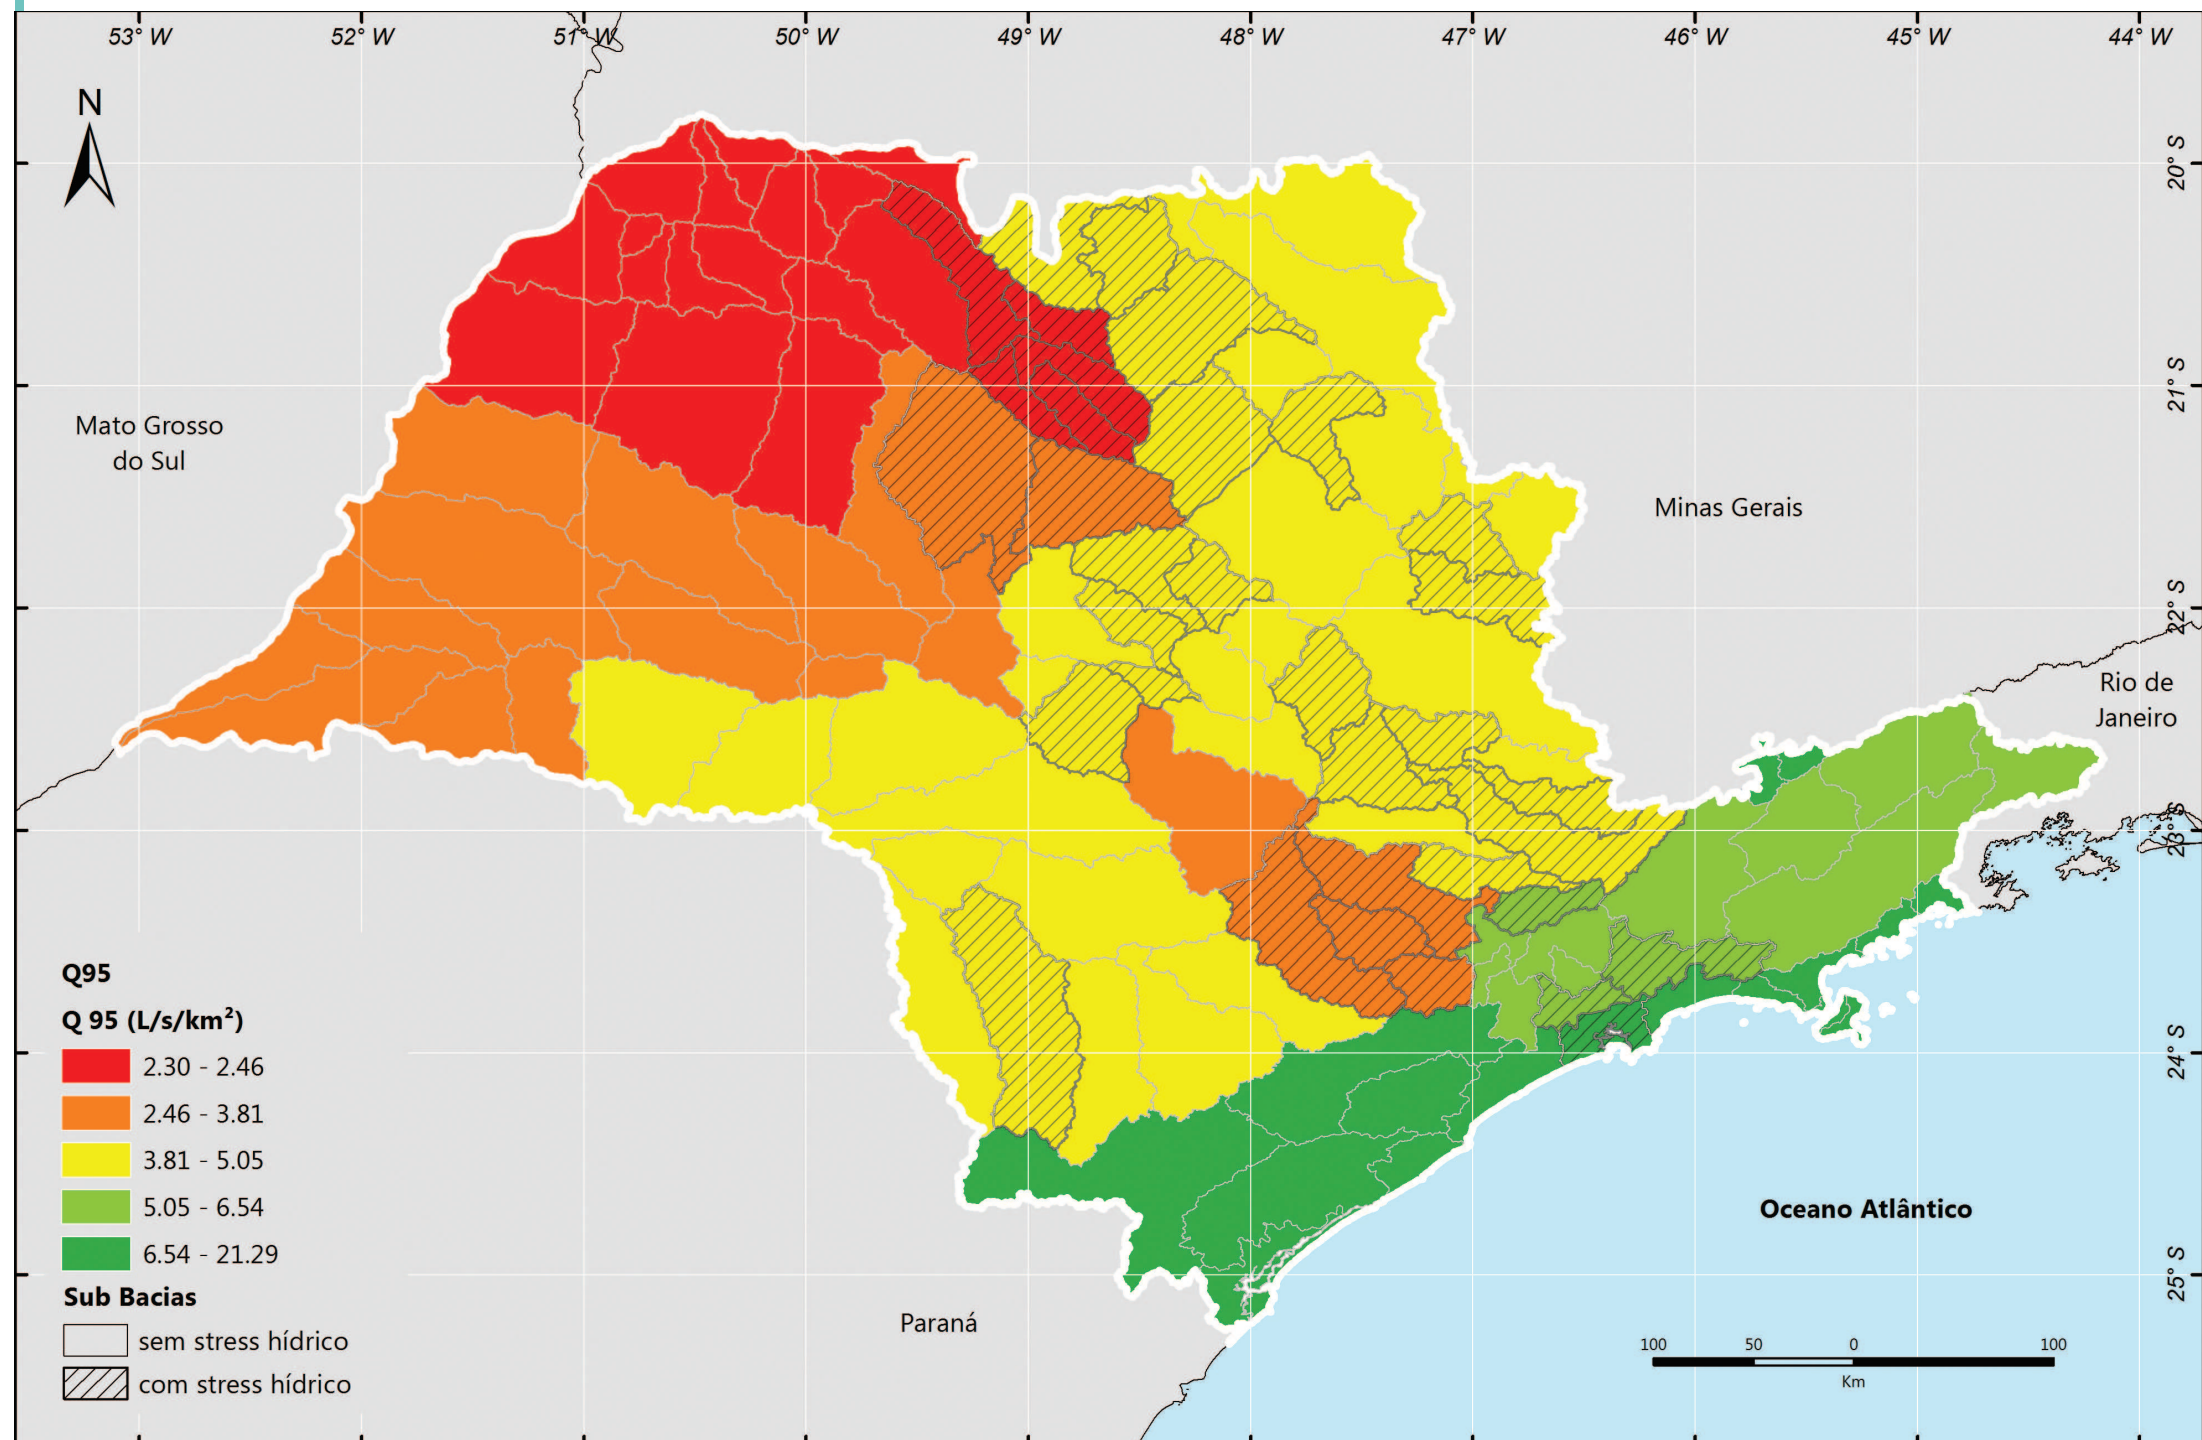 53° W
52° W
51° W
50° W
49° W
48° W
47° W
46° W
45° W
44° W
N
20° S
21° S
22° S
23° S
24° S
25° S
Mato Grosso
do Sul
Minas Gerais
Rio de
Janeiro
Oceano Atlântico
Paraná
Q95
Q 95 (L/s/km²)
2.30 - 2.46
2.46 - 3.81
3.81 - 5.05
5.05 - 6.54
6.54 - 21.29
Sub Bacias
sem stress hídrico
com stress hídrico
100 50 0 100
Km